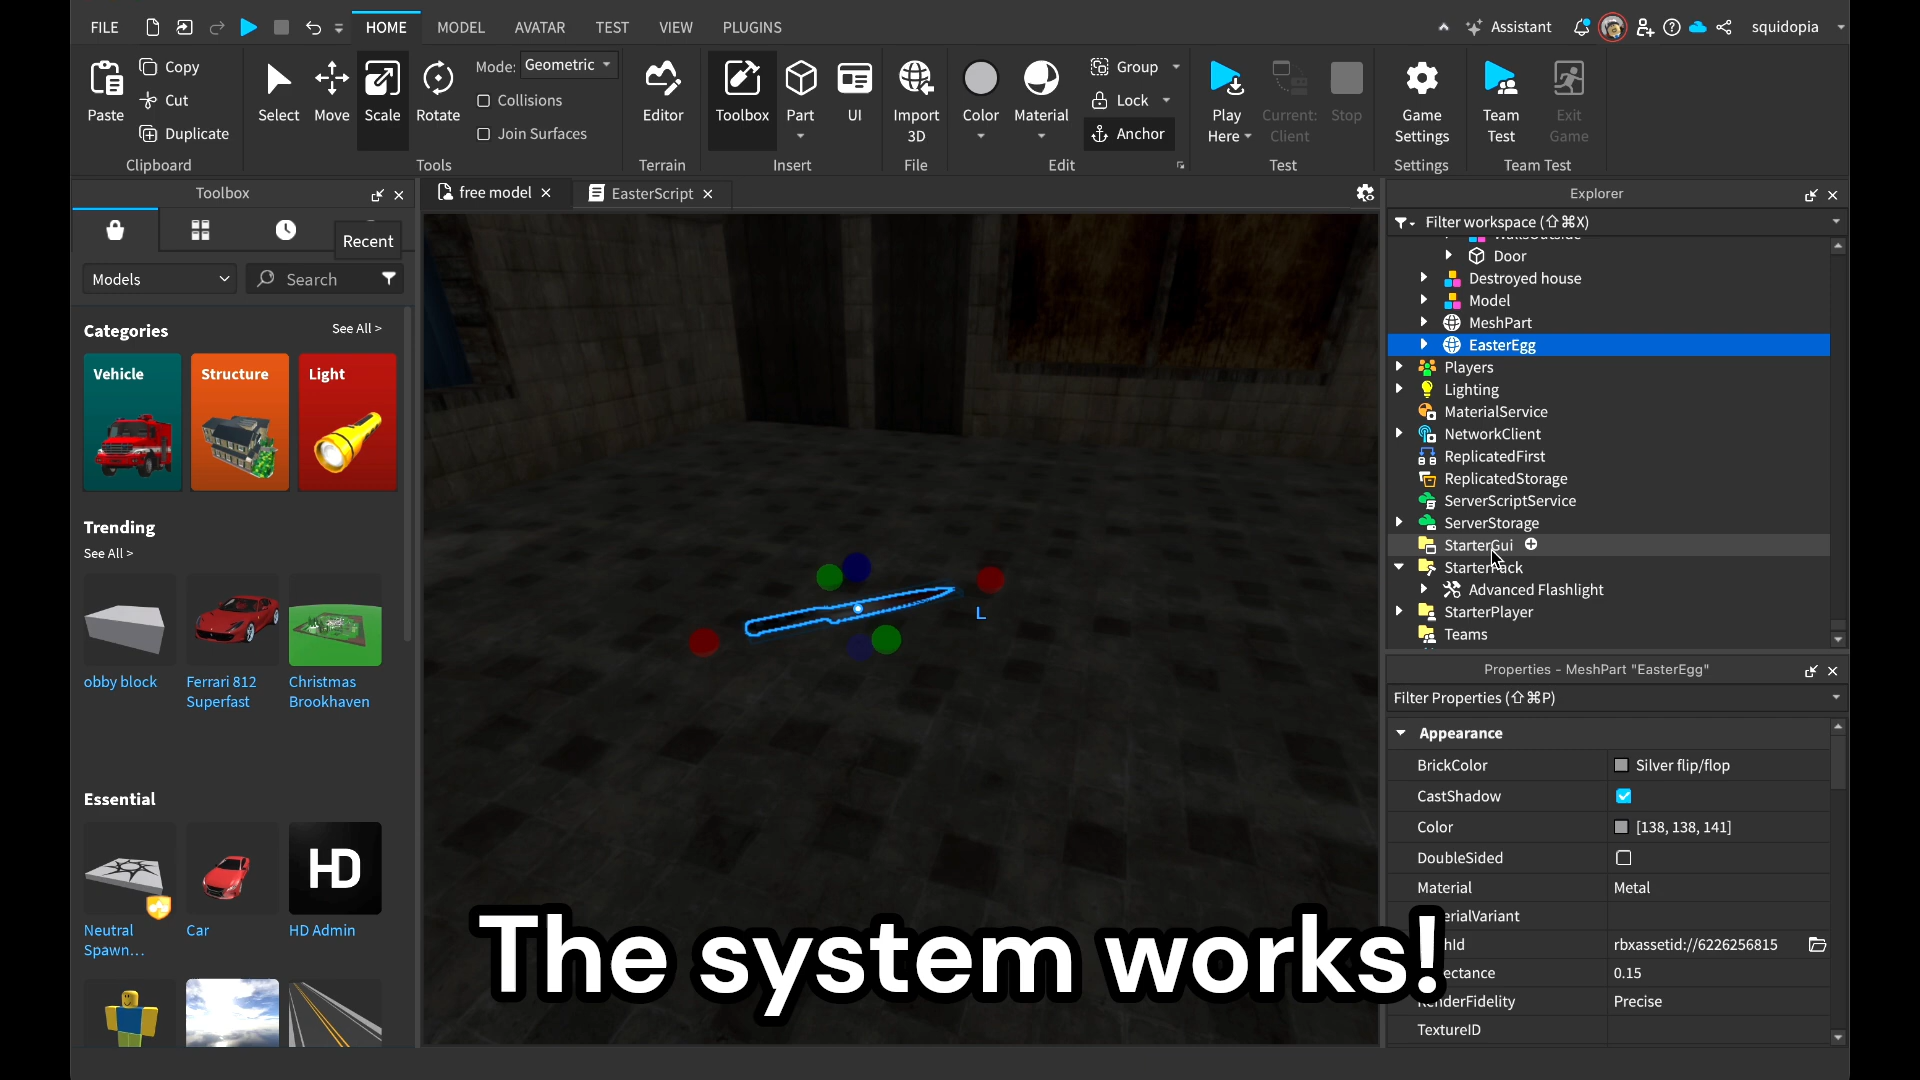 FILE
HOME
MODEL
AVATAR
TEST
VIEW
PLUGINS
Assistant
squidopia
Paste
Copy
Cut
Duplicate
Clipboard
Select
Move
Scale
Rotate
Mode: Geometric
Collisions
Join Surfaces
Tools
Editor
Terrain
Toolbox
Part
UI
Insert
Import
3D
File
Color
Material
Group
Lock
Anchor
Edit
Play
Here
Current:
Client
Stop
Test
Game
Settings
Settings
Team
Test
Exit
Game
Team Test
Toolbox
Recent
Models
Search
Categories
See All >
Vehicle
Structure
Light
Trending
See All >
obby block
Ferrari 812
Superfast
Christmas
Brookhaven
Essential
HD
Neutral
Spawn...
Car
HD Admin
free model
EasterScript
L
The system works!
Explorer
Filter workspace (⇧⌘X)
Door
Destroyed house
Model
MeshPart
EasterEgg
Players
Lighting
MaterialService
NetworkClient
ReplicatedFirst
ReplicatedStorage
ServerScriptService
ServerStorage
StarterGui
StarterPack
Advanced Flashlight
StarterPlayer
Teams
Properties - MeshPart "EasterEgg"
Filter Properties (⇧⌘P)
Appearance
BrickColor Silver flip/flop
CastShadow
Color [138, 138, 141]
DoubleSided
Material Metal
erialVariant
hId rbxassetid://6226256815
ectance 0.15
RenderFidelity Precise
TextureID